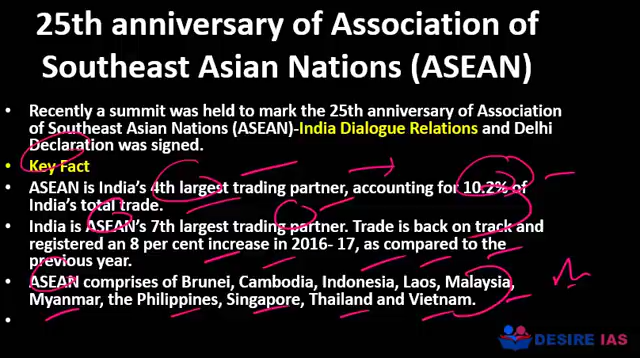 25th anniversary of Association of
Southeast Asian Nations (ASEAN)
• Recently a summit was held to mark the 25th anniversary of Association
of Southeast Asian Nations (ASEAN)-India Dialogue Relations and Delhi
Declaration was signed.
• Key Fact
• ASEAN is India's 4th largest trading partner, accounting for 10.2% of
India's total trade.
• India is ASEAN's 7th largest trading partner. Trade is back on track and
registered an 8 per cent increase in 2016- 17, as compared to the
previous year.
• ASEAN comprises of Brunei, Cambodia, Indonesia, Laos, Malaysia,
Myanmar, the Philippines, Singapore, Thailand and Vietnam.
•
DESIRE IAS